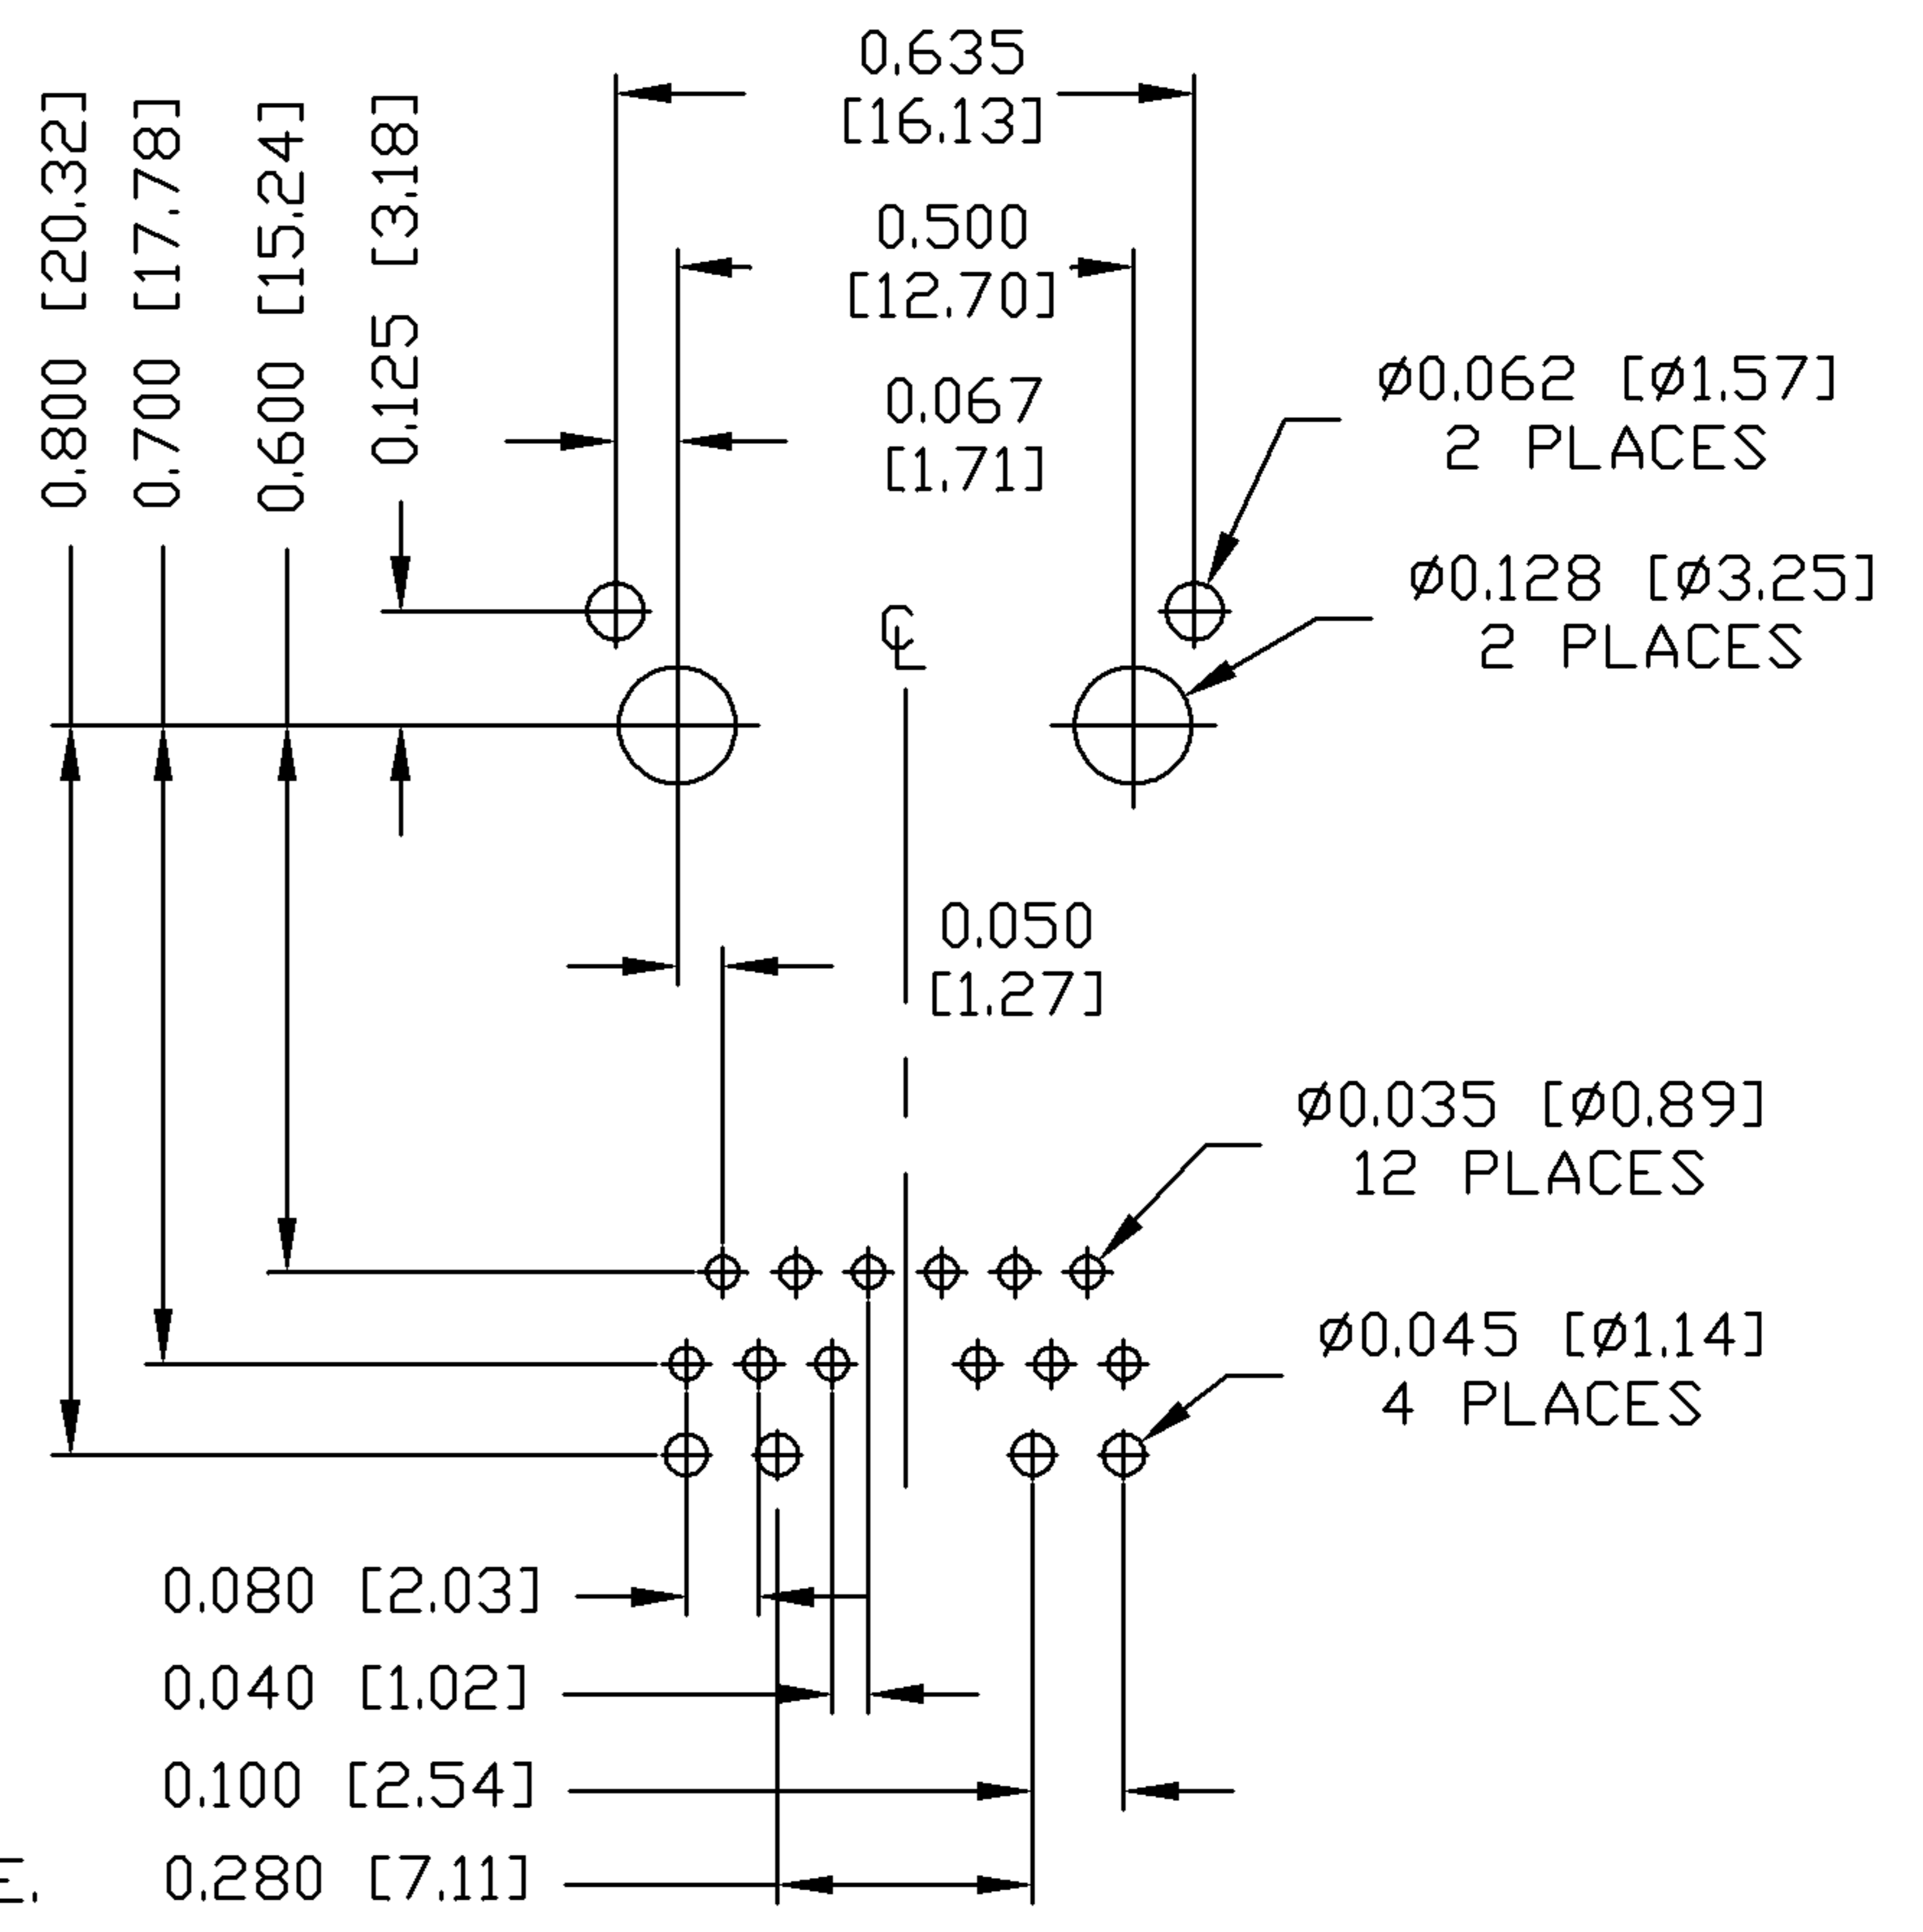 0.635
[16.13]
0.800 [20.32]
0.700 [17.78]
0.600 [15.24]
0.125 [3.18]
0.500
[12.70]
0.067
[1.71]
Ø0.062 [Ø1.57]
2 PLACES
Ø0.128 [Ø3.25]
2 PLACES
℄
0.050
[1.27]
Ø0.035 [Ø0.89]
12 PLACES
Ø0.045 [Ø1.14]
4 PLACES
0.080 [2.03]
0.040 [1.02]
0.100 [2.54]
E.
0.280 [7.11]